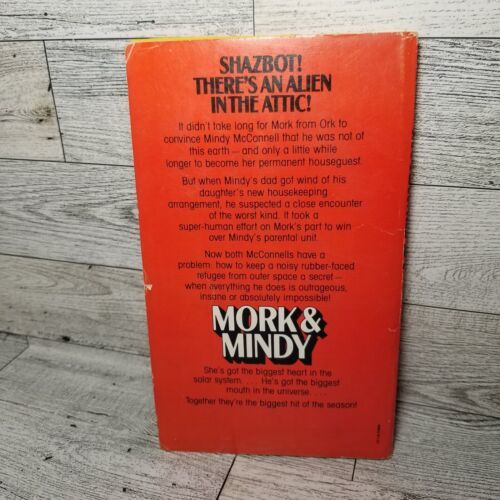 SHAZBOT!
THERE'S AN ALIEN
IN THE ATTIC!
It didn't take long for Mork from Ork to
convince Mindy McConnell that he was not of
this earth — and only a little while
longer to become her permanent houseguest.
But when Mindy's dad got wind of his
daughter's new housekeeping
arrangement, he suspected a close encounter
of the worst kind. It took a
super-human effort on Mork's part to win
over Mindy's parental unit.
Now both McConnells have a
problem: how to keep a noisy rubber-faced
refugee from outer space a secret —
when everything he does is outrageous,
insane or absolutely impossible!
MORK &
MINDY
She's got the biggest heart in the
solar system. . . . He's got the biggest
mouth in the universe. . . .
Together they're the biggest hit of the season!